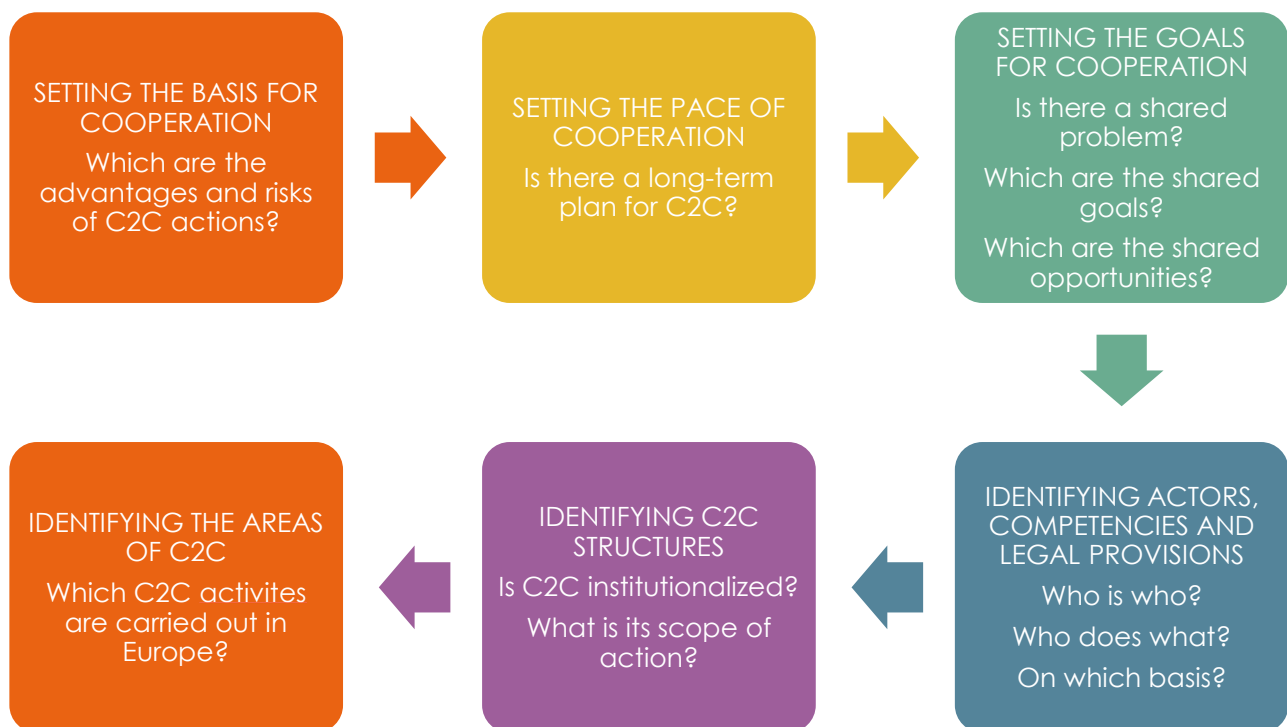 SETTING THE BASIS FOR
COOPERATION
Which are the
advantages and risks
of C2C actions?
SETTING THE PACE OF
COOPERATION
Is there a long-term
plan for C2C?
SETTING THE GOALS
FOR COOPERATION
Is there a shared
problem?
Which are the shared
goals?
Which are the shared
opportunities?
IDENTIFYING ACTORS,
COMPETENCIES AND
LEGAL PROVISIONS
Who is who?
Who does what?
On which basis?
IDENTIFYING C2C
STRUCTURES
Is C2C institutionalized?
What is its scope of
action?
IDENTIFYING THE AREAS
OF C2C
Which C2C activites
are carried out in
Europe?